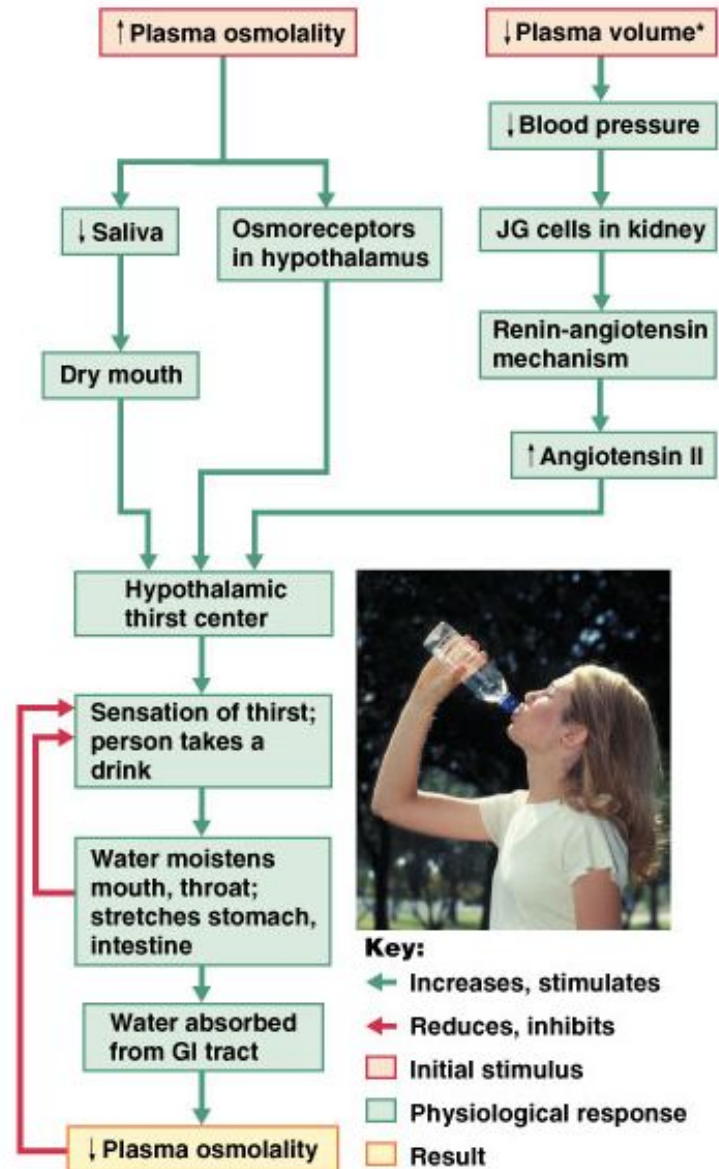 ↑ Plasma osmolality
↓ Plasma volume*
↓ Blood pressure
↓ Saliva
Osmoreceptors
in hypothalamus
JG cells in kidney
Dry mouth
Renin-angiotensin
mechanism
↑ Angiotensin II
Hypothalamic
thirst center
Sensation of thirst;
person takes a
drink
Water moistens
mouth, throat;
stretches stomach,
intestine
Water absorbed
from GI tract
↓ Plasma osmolality
Key:
Increases, stimulates
Reduces, inhibits
Initial stimulus
Physiological response
Result